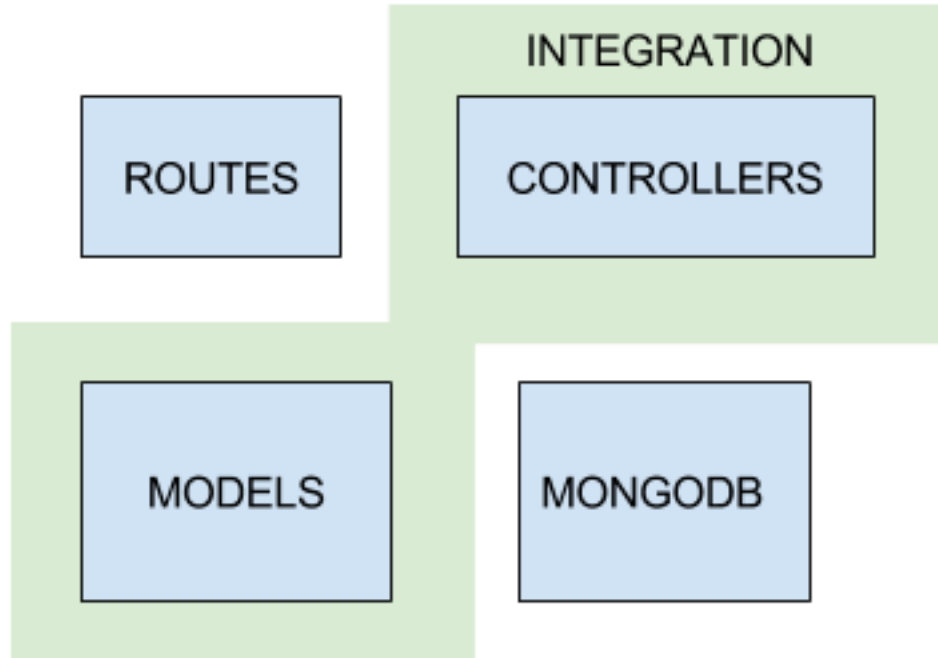 INTEGRATION
ROUTES
CONTROLLERS
MODELS
MONGODB